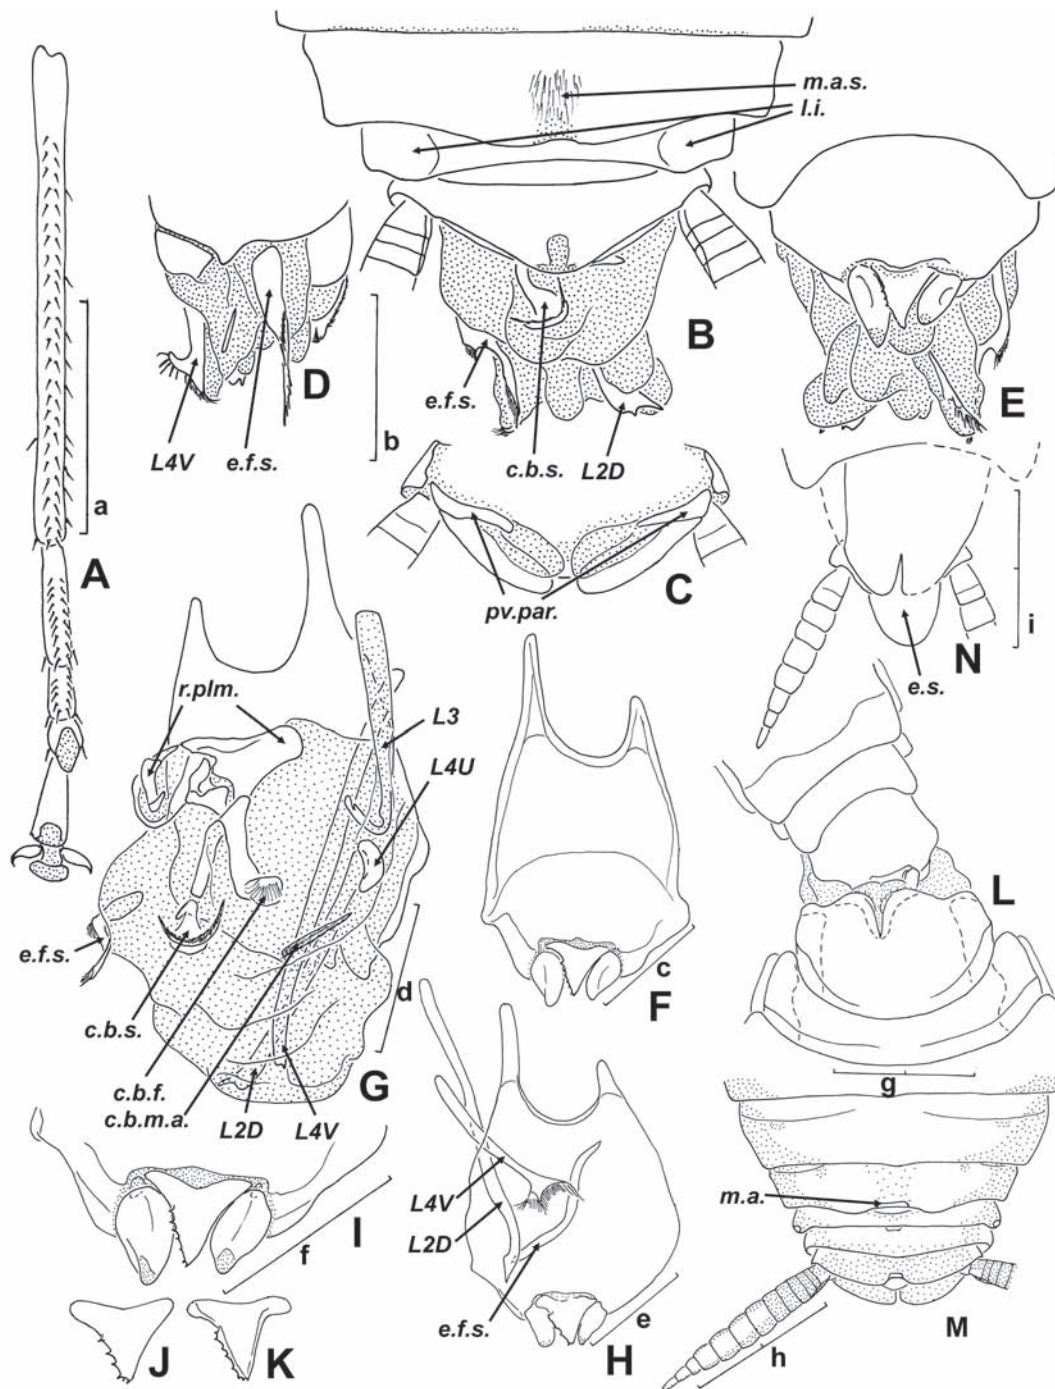 m.a.s.
l.i.
D
B
E
L4V
e.f.s.
b
e.f.s.
c.b.s.
L2D
a
A
C
pv.par.
i
N
e.s.
r.plm.
L3
L4U
L
e.f.s.
d
c
F
c.b.s.
g
c.b.f.
c.b.m.a.
L2D
L4V
G
I
f
L4V
L2D
m.a.
e.f.s.
e
H
M
h
J
K